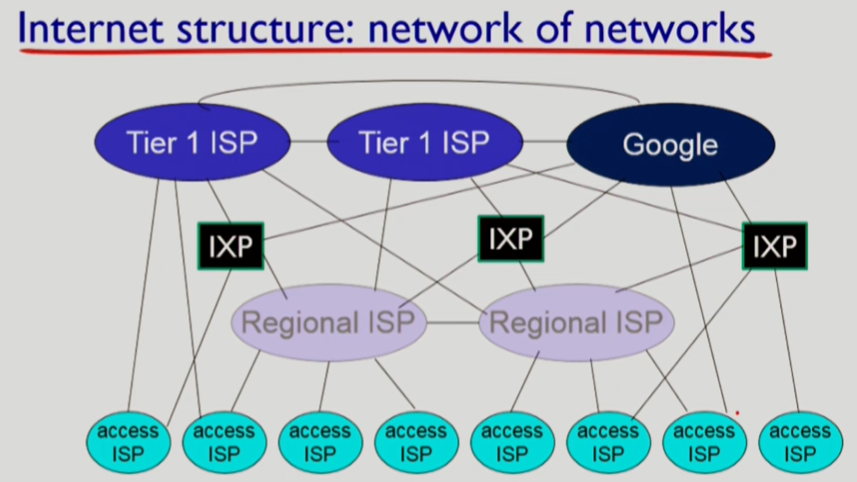 Internet structure: network of networks
Tier 1 ISP
Tier 1 ISP
Google
IXP
IXP
IXP
Regional ISP
Regional ISP
access
ISP
access
ISP
access
ISP
access
ISP
access
ISP
access
ISP
access
ISP
access
ISP